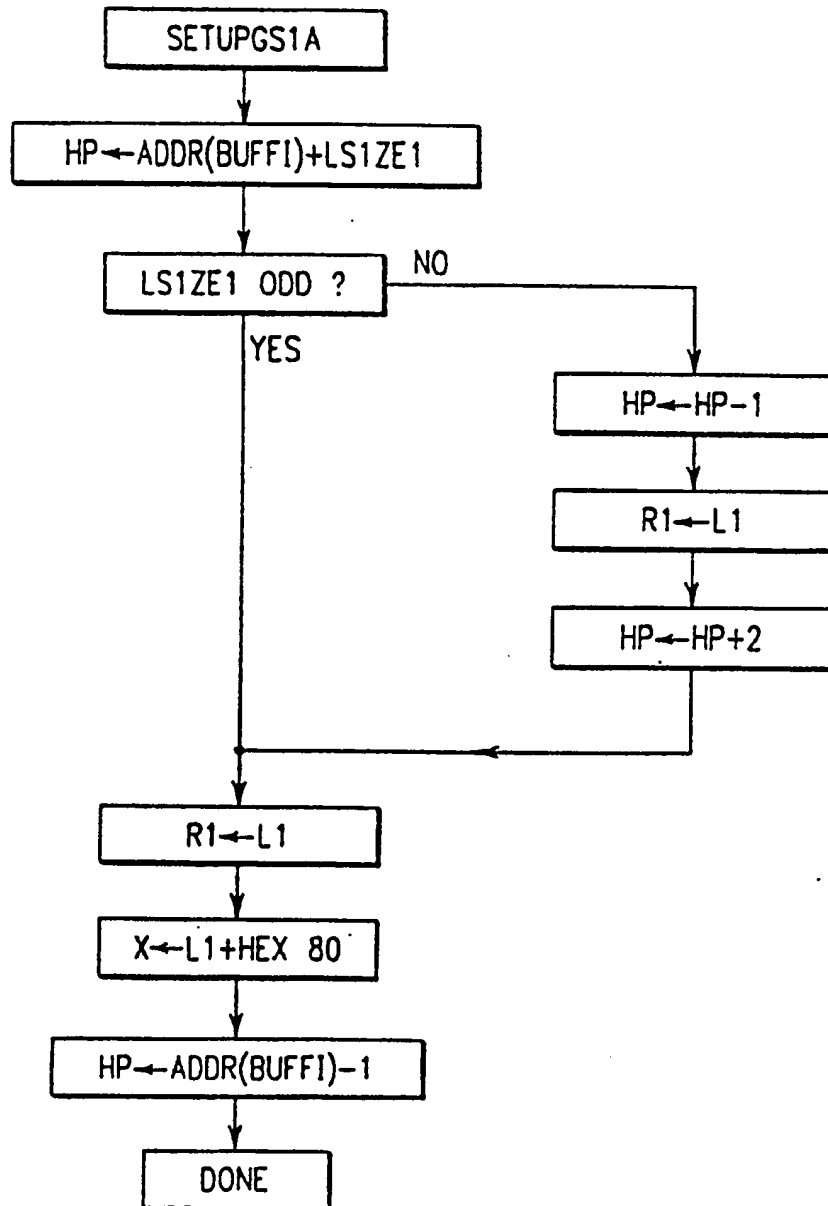 SETUPGS1A
HP←ADDR(BUFFI)+LS1ZE1
LS1ZE1 ODD ?
NO
YES
HP←HP-1
R1←L1
HP←HP+2
R1←L1
X←L1+HEX 80
HP←ADDR(BUFFI)-1
DONE